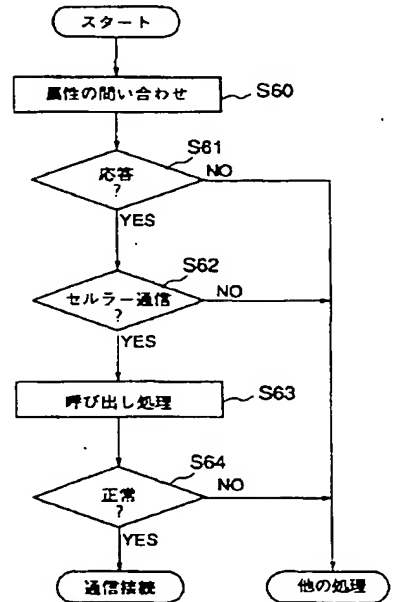 スタート
属性の問い合わせ
S60
S61
応答
?
NO
YES
S62
セルラー通信
?
NO
YES
呼び出し処理
S63
S64
正常
?
NO
YES
通信接続
他の処理